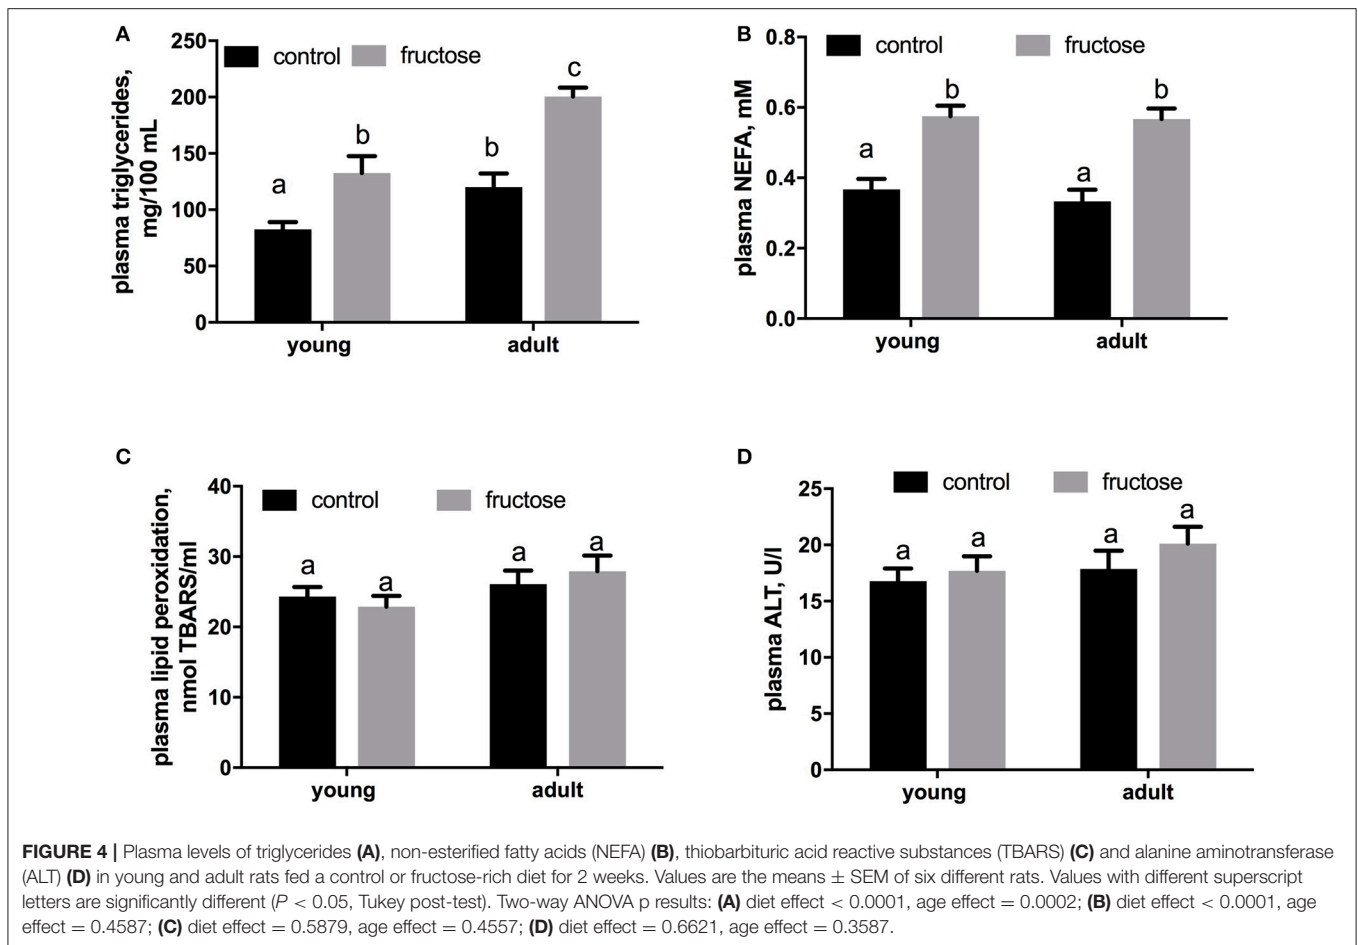 A
control fructose
plasma triglycerides,
mg/100 mL
250
200
150
100
50
0
a
b
b
c
young adult
B
control fructose
plasma NEFA, mM
0.8
0.6
0.4
0.2
0.0
a
b
a
b
young adult
C
control fructose
plasma lipid peroxidation,
nmol TBARS/ml
40
30
20
10
0
a
a
a
a
young adult
D
control fructose
plasma ALT, U/l
25
20
15
10
5
0
a
a
a
a
young adult
FIGURE 4 | Plasma levels of triglycerides (A), non-esterified fatty acids (NEFA) (B), thiobarbituric acid reactive substances (TBARS) (C) and alanine aminotransferase
(ALT) (D) in young and adult rats fed a control or fructose-rich diet for 2 weeks. Values are the means ± SEM of six different rats. Values with different superscript
letters are significantly different (P < 0.05, Tukey post-test). Two-way ANOVA p results: (A) diet effect < 0.0001, age effect = 0.0002; (B) diet effect < 0.0001, age
effect = 0.4587; (C) diet effect = 0.5879, age effect = 0.4557; (D) diet effect = 0.6621, age effect = 0.3587.